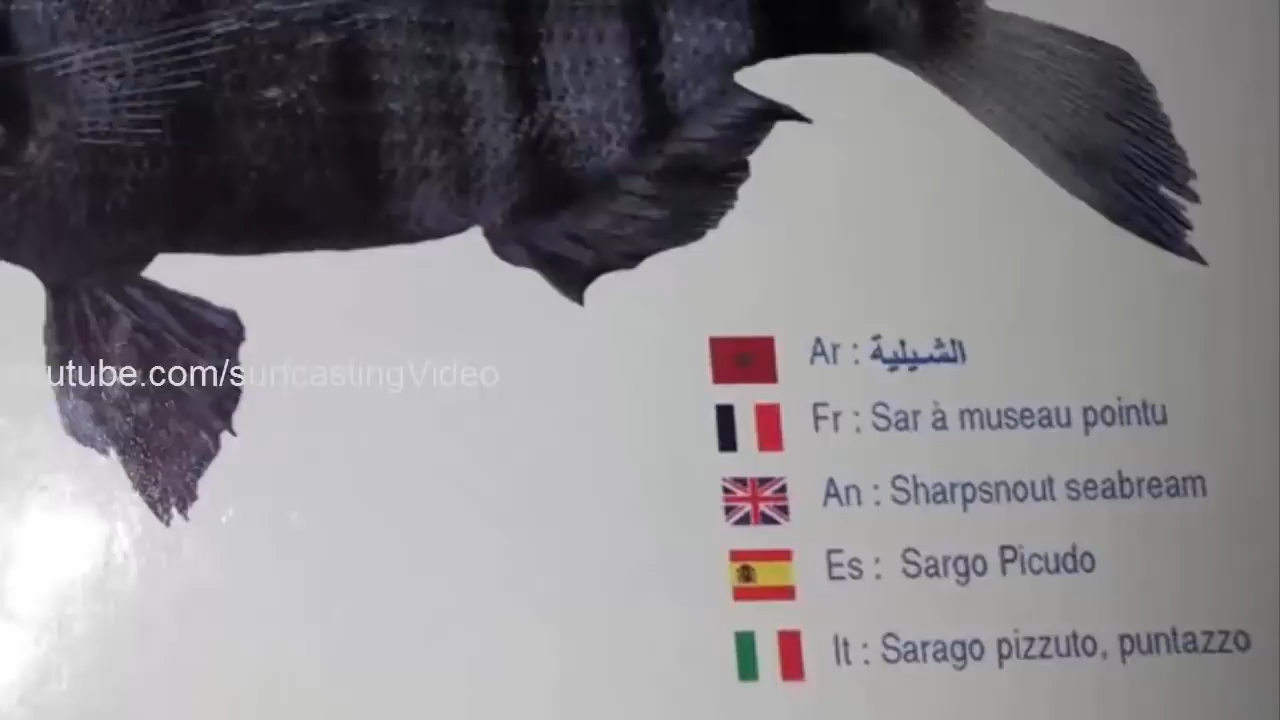 Ar : الشيلية
utube.com/surfcastingVideo
Fr : Sar à museau pointu
An : Sharpsnout seabream
Es : Sargo Picudo
It : Sarago pizzuto, puntazzo